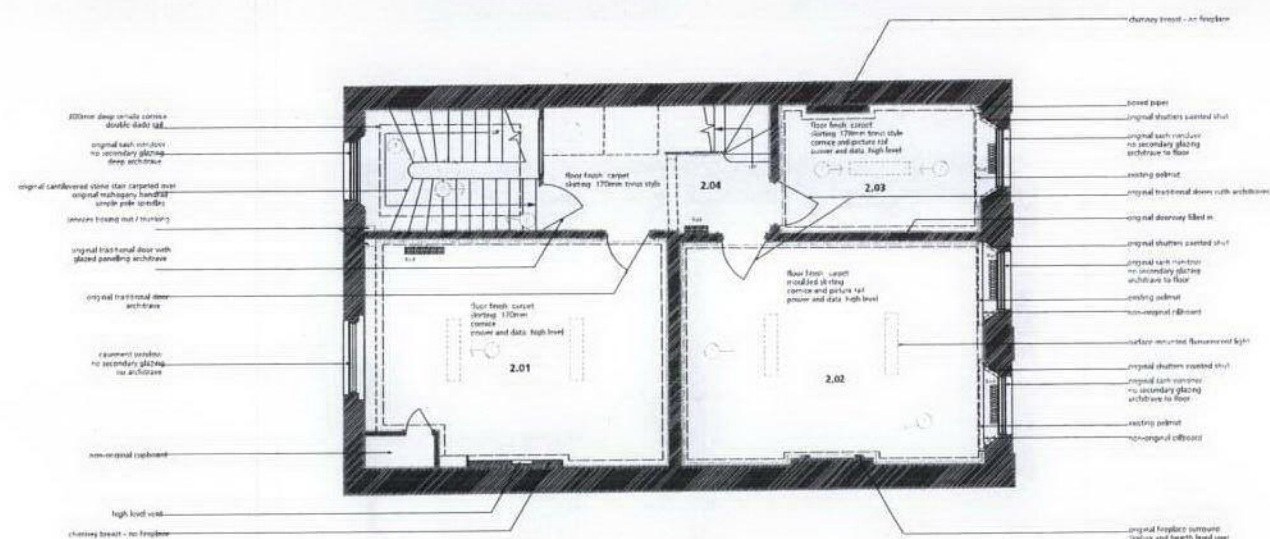 chimney breast - no fireplace
300mm deep ornate cornice
double dado rail
original sash window
no secondary glazing
deep architrave
original cantilevered stone stair carpeted over
original mahogany handrail
simple pole spindles
services boxing out / trunking
original traditional door with
glazed panelling architrave
original traditional door
architrave
casement window
no secondary glazing
no architrave
non-original cupboard
high level vent
chimney breast - no fireplace
floor finish carpet
skirting 170mm torus style
2.04
floor finish carpet
skirting 170mm torus style
cornice and picture rail
power and data high level
2.03
floor finish carpet
skirting 170mm
cornice
power and data high level
2.01
floor finish carpet
moulded skirting
cornice and picture rail
power and data high level
2.02
boxed pipes
original shutters painted shut
original sash window
no secondary glazing
architrave to floor
existing pelmet
original traditional doors with architraves
original doorway filled in
original shutters painted shut
original sash window
no secondary glazing
architrave to floor
existing pelmet
non-original cillboard
surface mounted fluorescent light
original shutters painted shut
original sash window
no secondary glazing
architrave to floor
existing pelmet
non-original cillboard
original fireplace surround